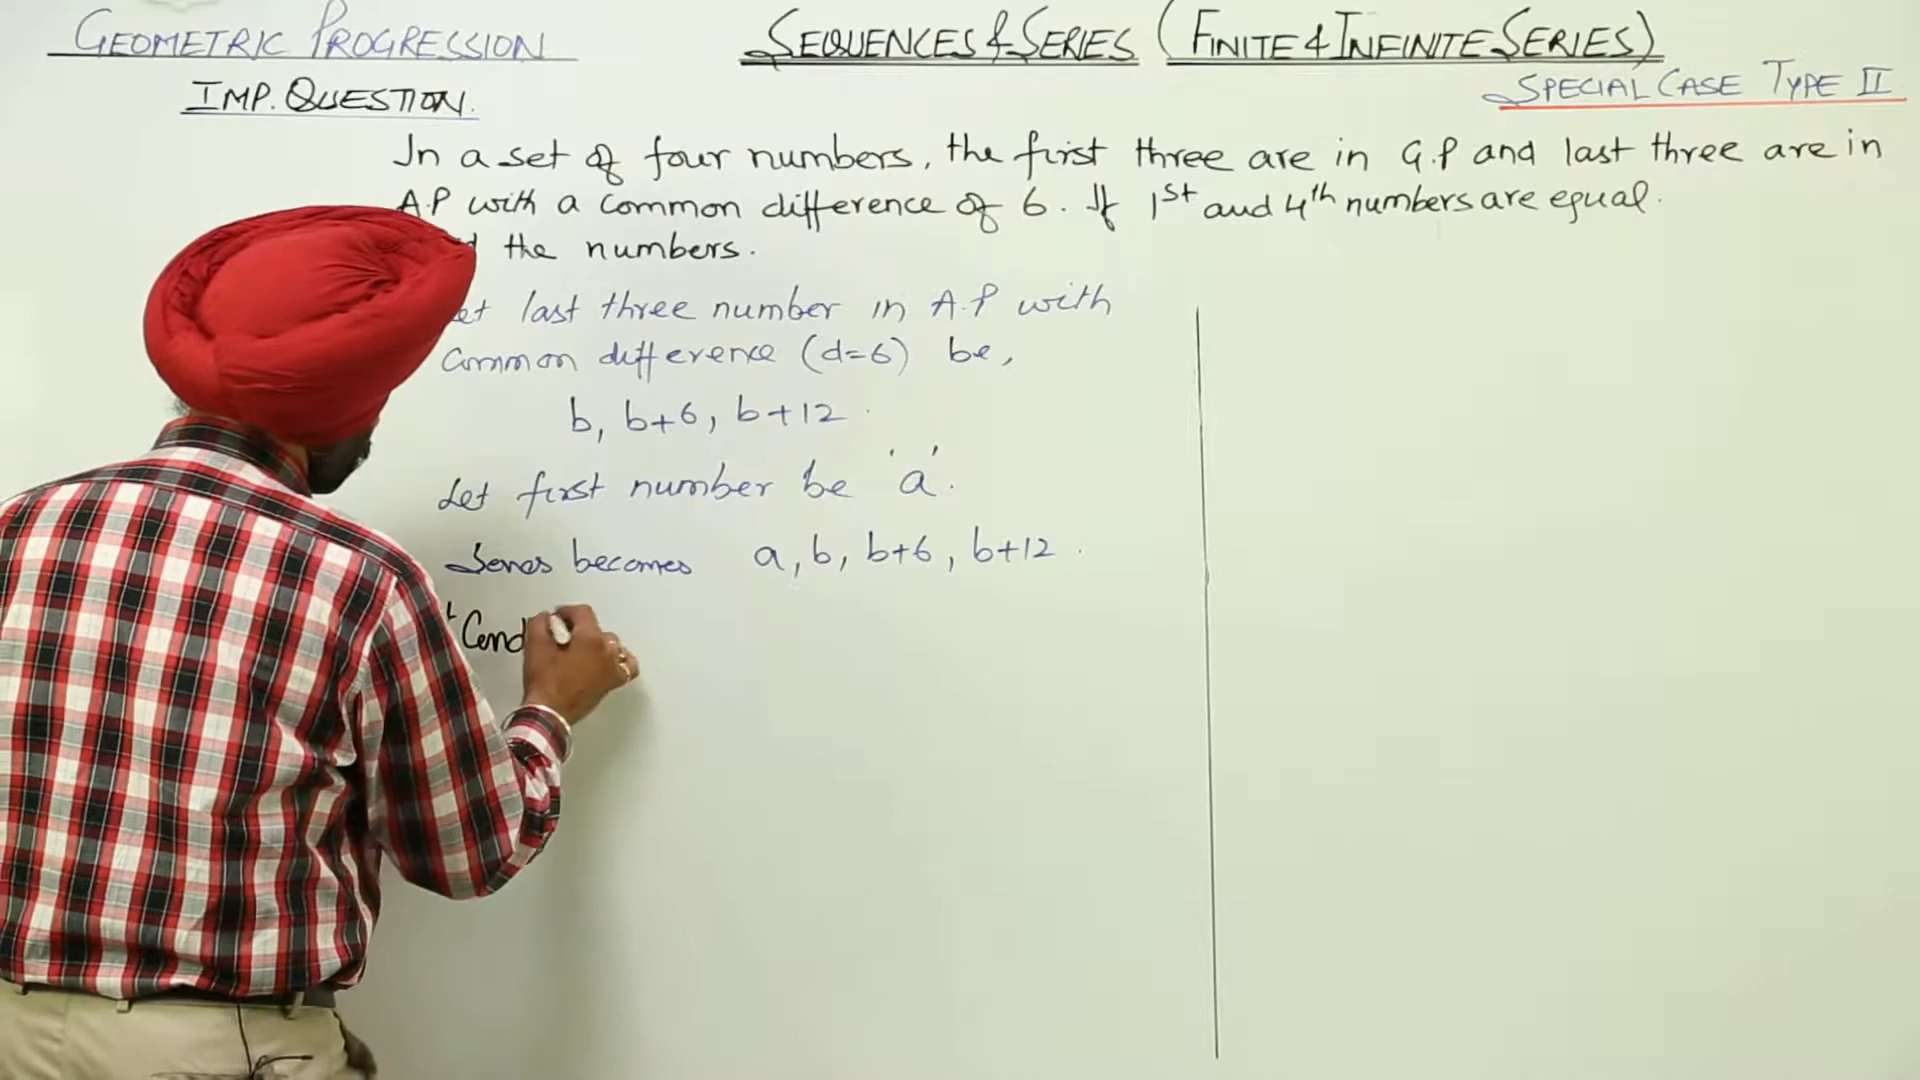 GEOMETRIC PROGRESSION
SEQUENCES & SERIES (FINITE & INFINITE SERIES)
IMP. QUESTION.
SPECIAL CASE TYPE II
In a set of four numbers, the first three are in G.P and last three are in
A.P with a common difference of 6. If 1st and 4th numbers are equal.
the numbers.
last three number in A.P with
Common difference (d=6) be,
b, b+6, b+12.
Let first number be 'a'.
Series becomes a, b, b+6, b+12.